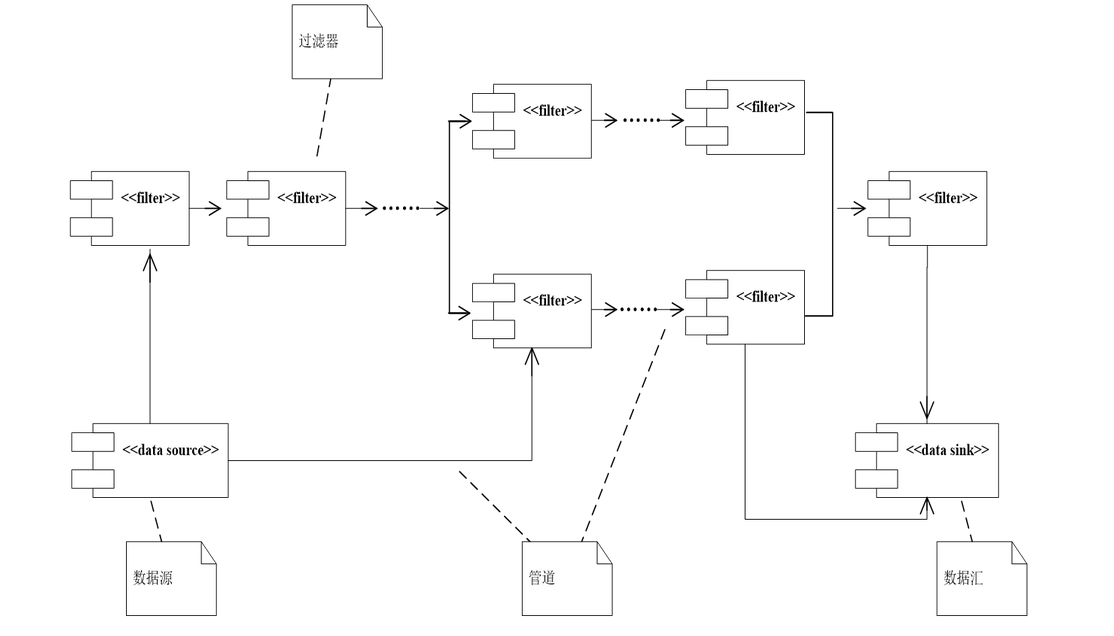 过滤器
<<filter>>
<<filter>>
<<filter>>
<<filter>>
<<filter>>
<<filter>>
<<filter>>
<<data source>>
<<data sink>>
数据源
管道
数据汇